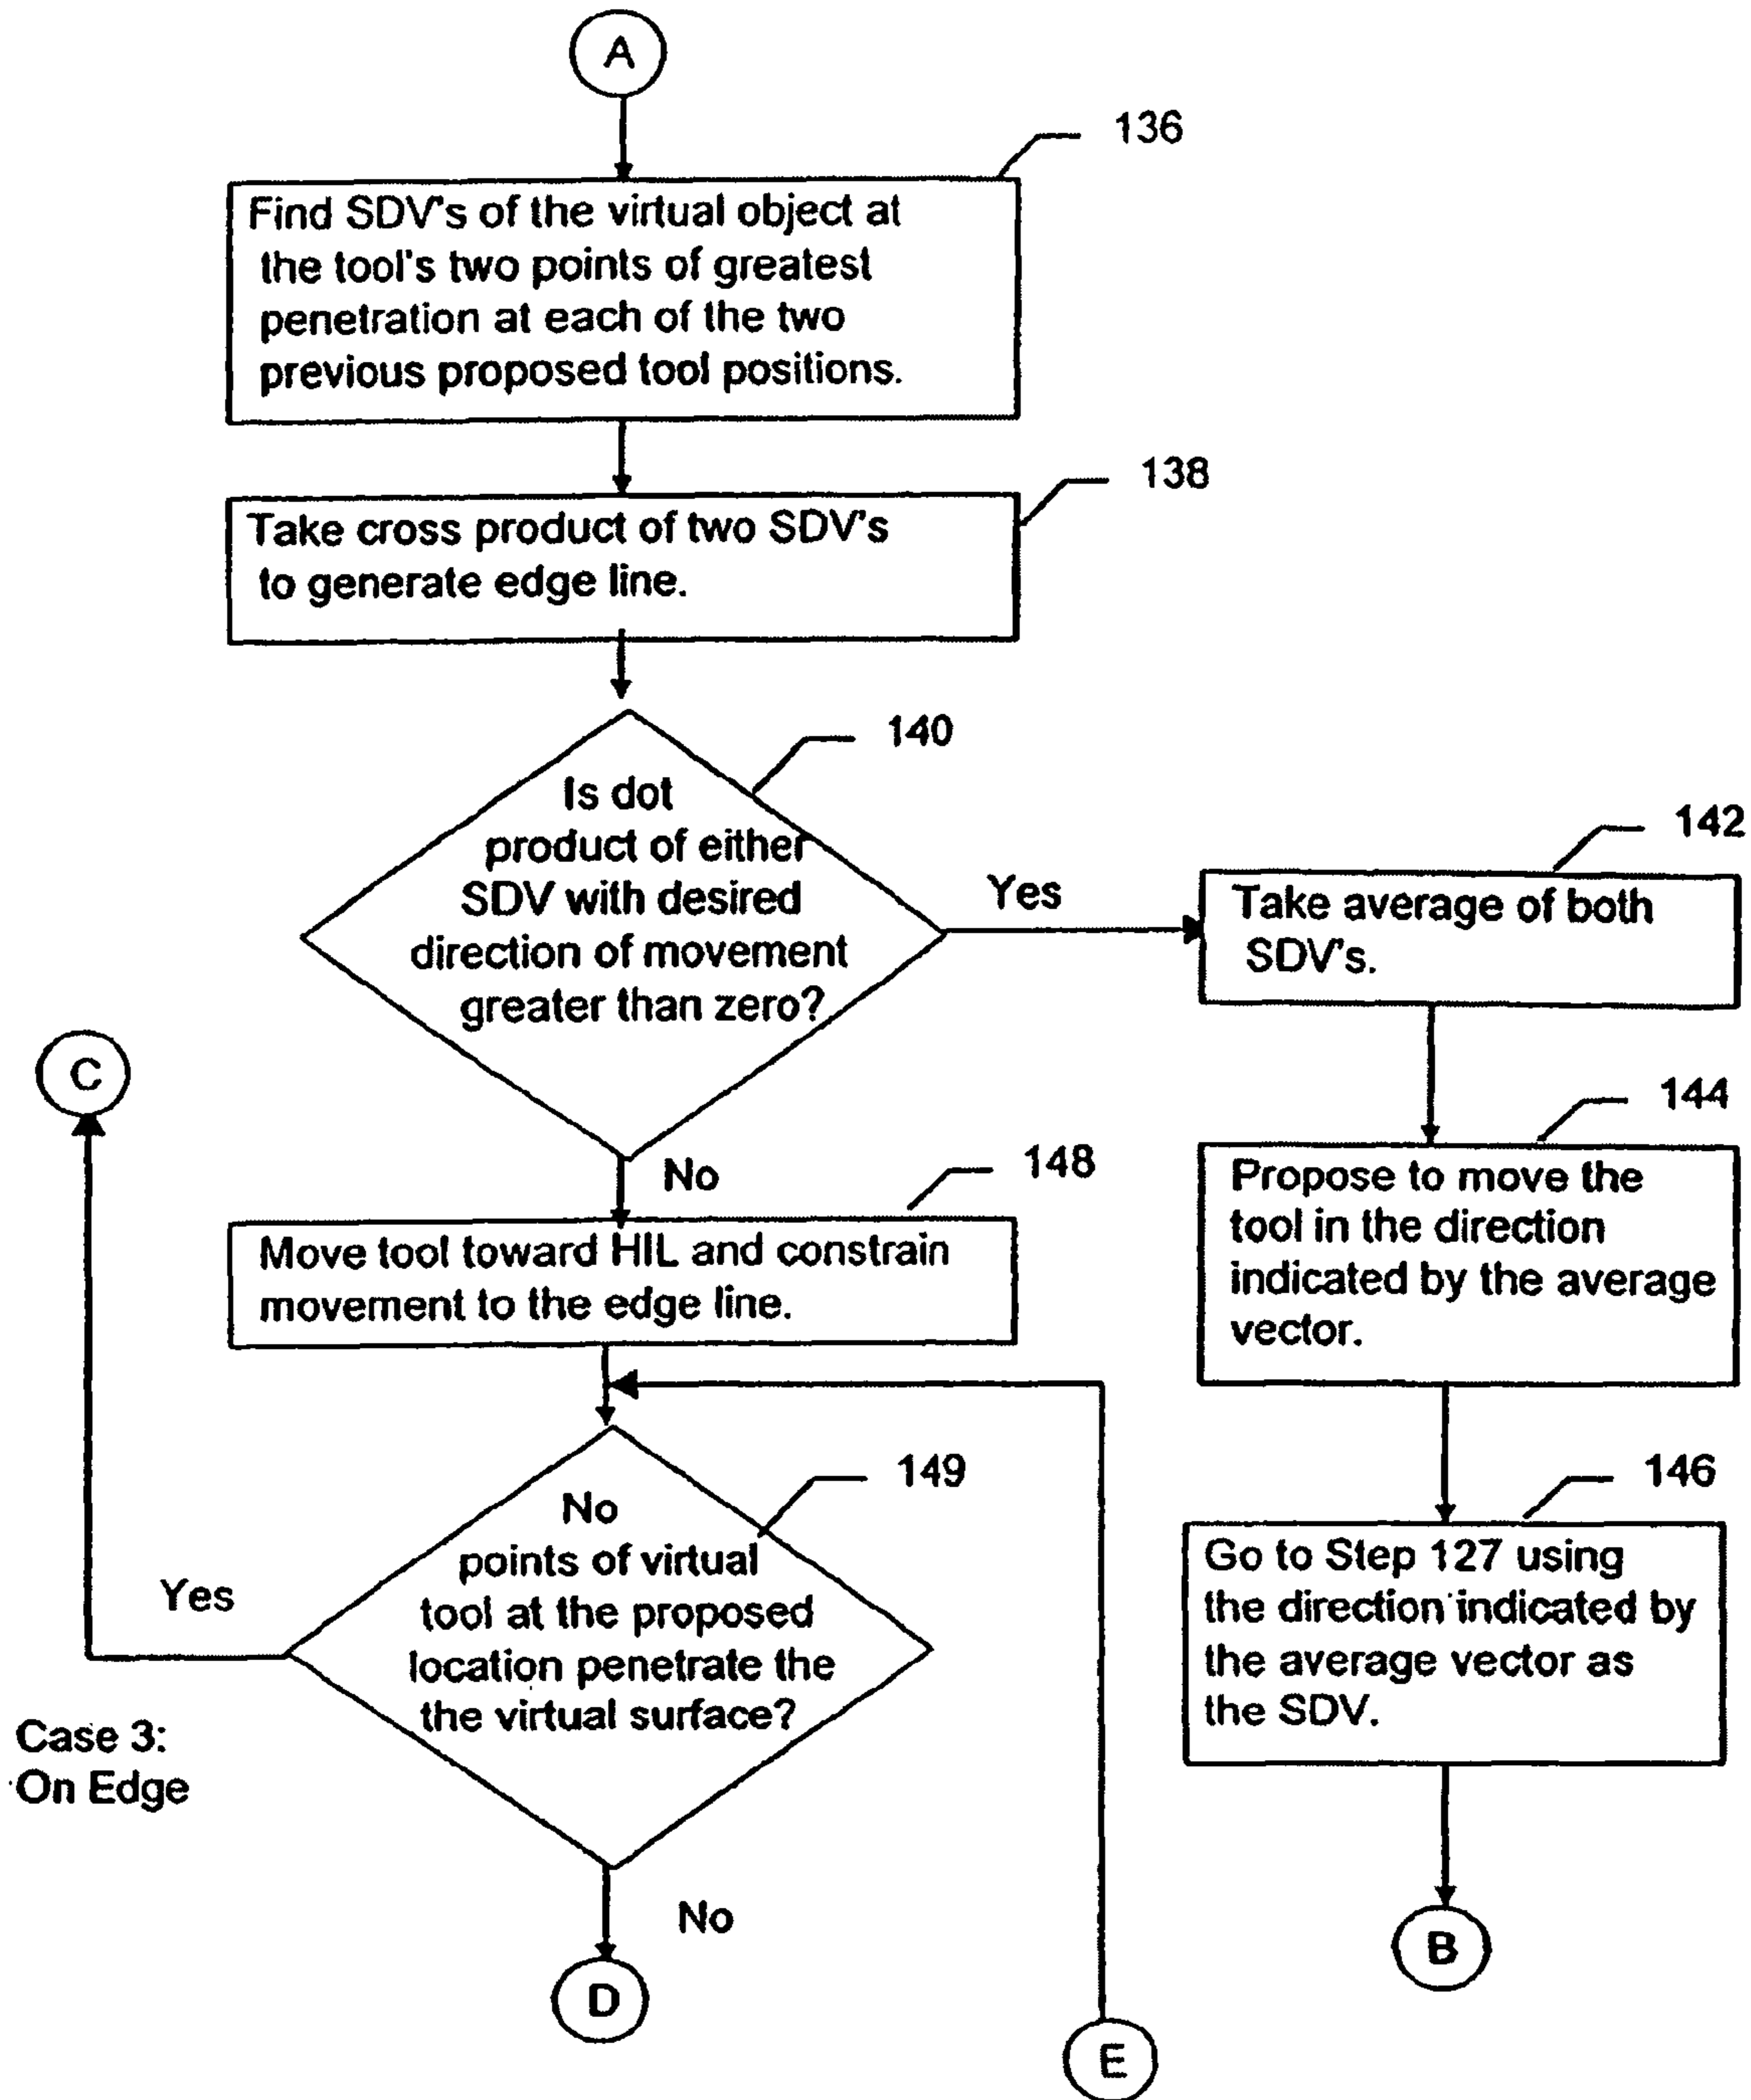 A
136
Find SDV's of the virtual object at
the tool's two points of greatest
penetration at each of the two
previous proposed tool positions.
138
Take cross product of two SDV's
to generate edge line.
140
Is dot
product of either
SDV with desired
direction of movement
greater than zero?
Yes
142
Take average of both
SDV's.
C
144
Propose to move the
tool in the direction
indicated by the average
vector.
No
148
Move tool toward HIL and constrain
movement to the edge line.
149
No
points of virtual
tool at the proposed
location penetrate the
the virtual surface?
Yes
Case 3:
On Edge
146
Go to Step 127 using
the direction indicated by
the average vector as
the SDV.
No
D
B
E